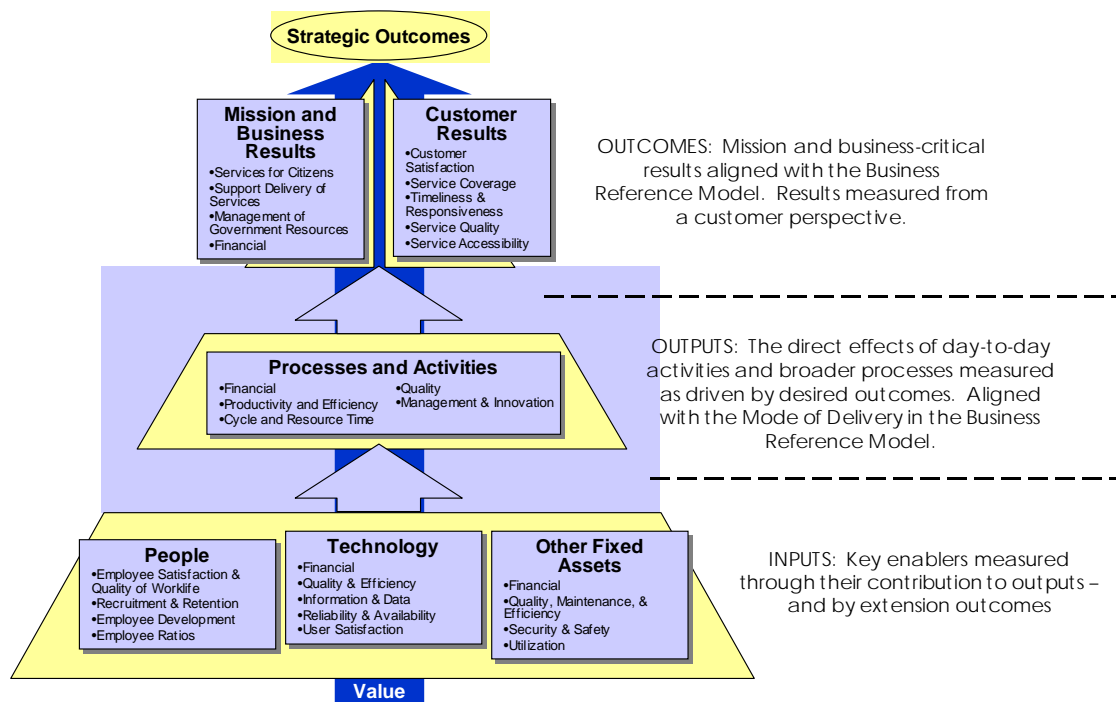 Strategic Outcomes
Mission and
Business
Results
•Services for Citizens
•Support Delivery of
Services
•Management of
Government Resources
•Financial
Customer
Results
•Customer
Satisfaction
•Service Coverage
•Timeliness &
Responsiveness
•Service Quality
•Service Accessibility
OUTCOMES: Mission and business-critical
results aligned with the Business
Reference Model. Results measured from
a customer perspective.
Processes and Activities
•Financial
•Productivity and Efficiency
•Cycle and Resource Time
•Quality
•Management & Innovation
OUTPUTS: The direct effects of day-to-day
activities and broader processes measured
as driven by desired outcomes. Aligned
with the Mode of Delivery in the Business
Reference Model.
People
•Employee Satisfaction &
Quality of Worklife
•Recruitment & Retention
•Employee Development
•Employee Ratios
Technology
•Financial
•Quality & Efficiency
•Information & Data
•Reliability & Availability
•User Satisfaction
Other Fixed
Assets
•Financial
•Quality, Maintenance, &
Efficiency
•Security & Safety
•Utilization
INPUTS: Key enablers measured
through their contribution to outputs –
and by extension outcomes
Value